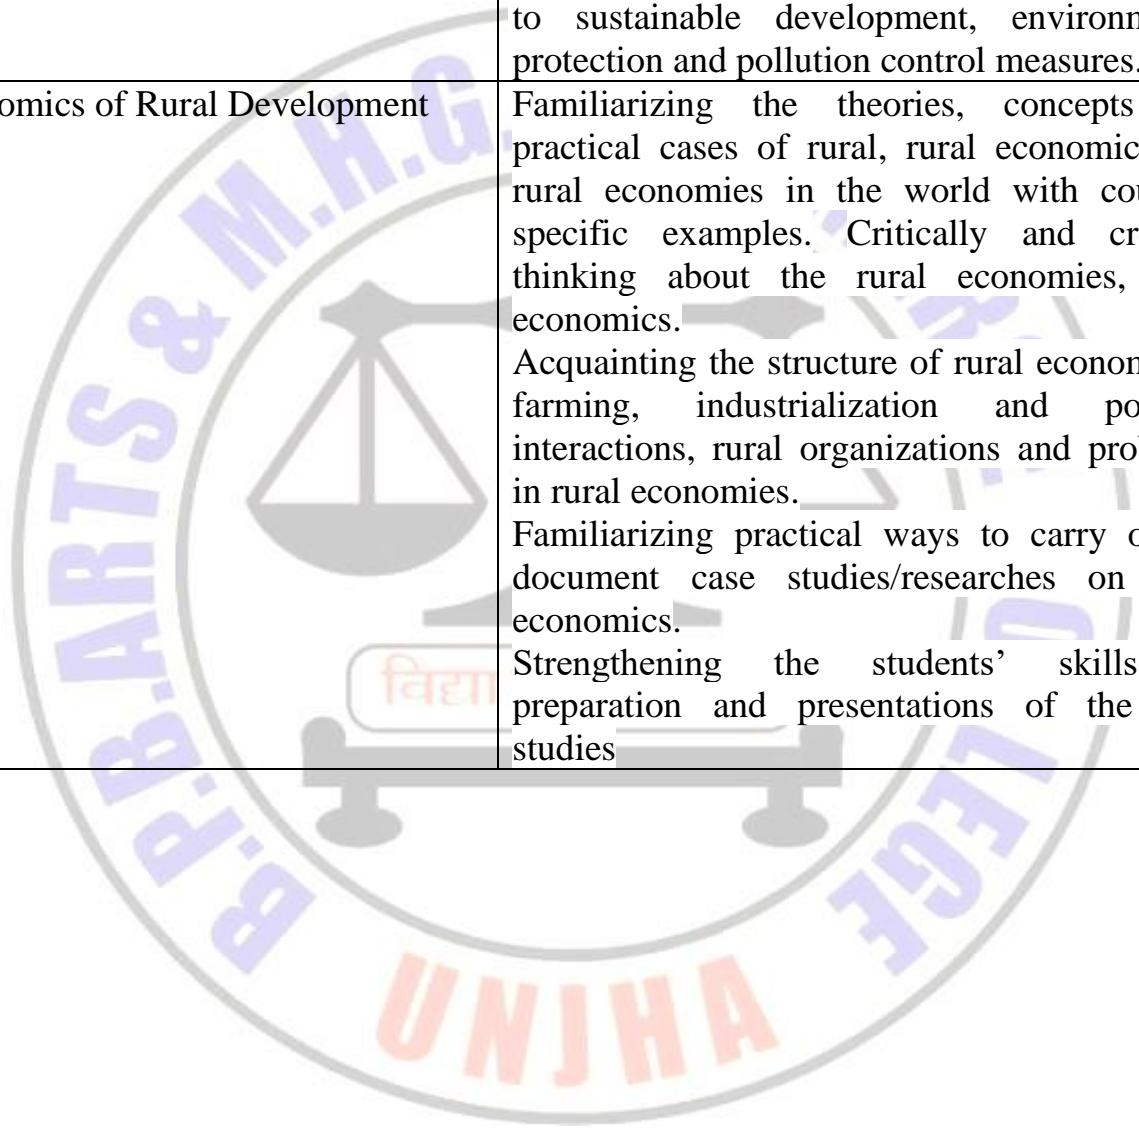 to sustainable development, environm
protection and pollution control measures.
omics of Rural Development
Familiarizing the theories, concepts
practical cases of rural, rural economic
rural economies in the world with cou
specific examples. Critically and cr
thinking about the rural economies,
economics.
Acquainting the structure of rural econom
farming, industrialization and po
interactions, rural organizations and pro
in rural economies.
Familiarizing practical ways to carry o
document case studies/researches on
economics.
Strengthening the students’ skills
preparation and presentations of the
studies
B.P.B.ARTS & M.H.G.
LEGE
UNJHA
विद्या